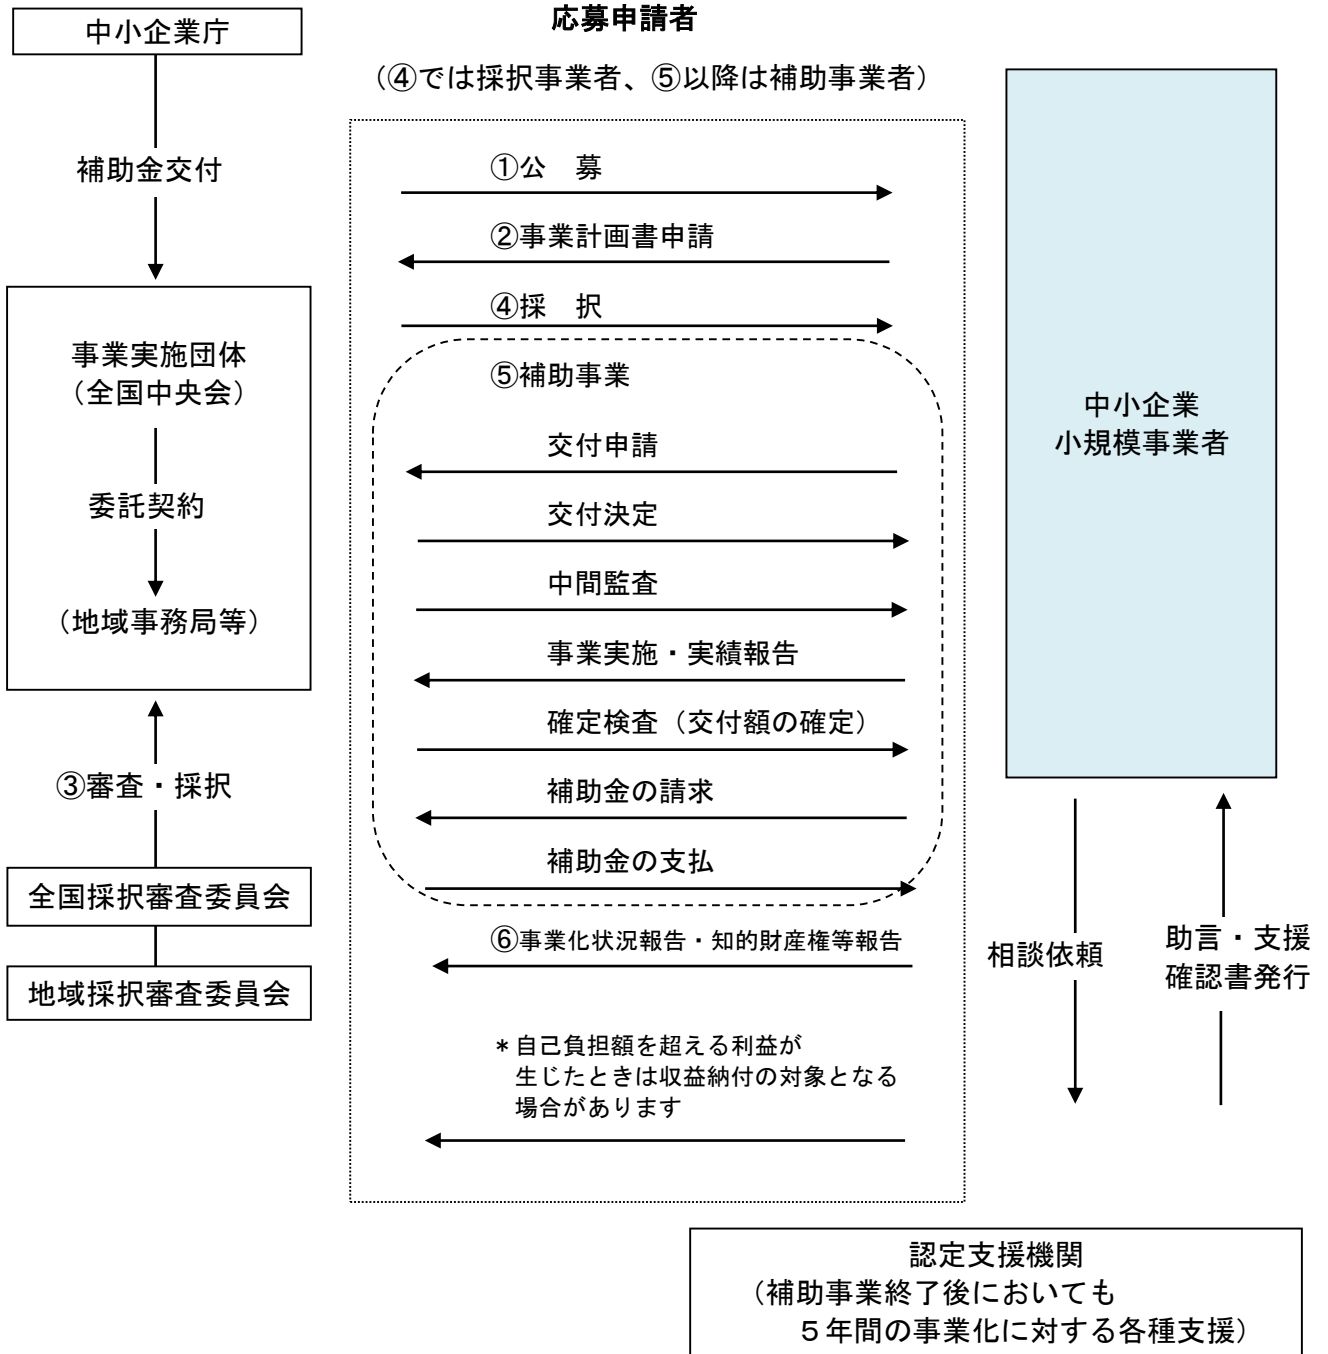 中小企業庁
応募申請者
（④では採択事業者、⑤以降は補助事業者）
補助金交付
事業実施団体
（全国中央会）
委託契約
（地域事務局等）
③審査・採択
全国採択審査委員会
地域採択審査委員会
①公　募
②事業計画書申請
④採　択
⑤補助事業
交付申請
交付決定
中間監査
事業実施・実績報告
確定検査（交付額の確定）
補助金の請求
補助金の支払
⑥事業化状況報告・知的財産権等報告
＊自己負担額を超える利益が
生じたときは収益納付の対象となる
場合があります
中小企業
小規模事業者
相談依頼
助言・支援
確認書発行
認定支援機関
（補助事業終了後においても
５年間の事業化に対する各種支援）